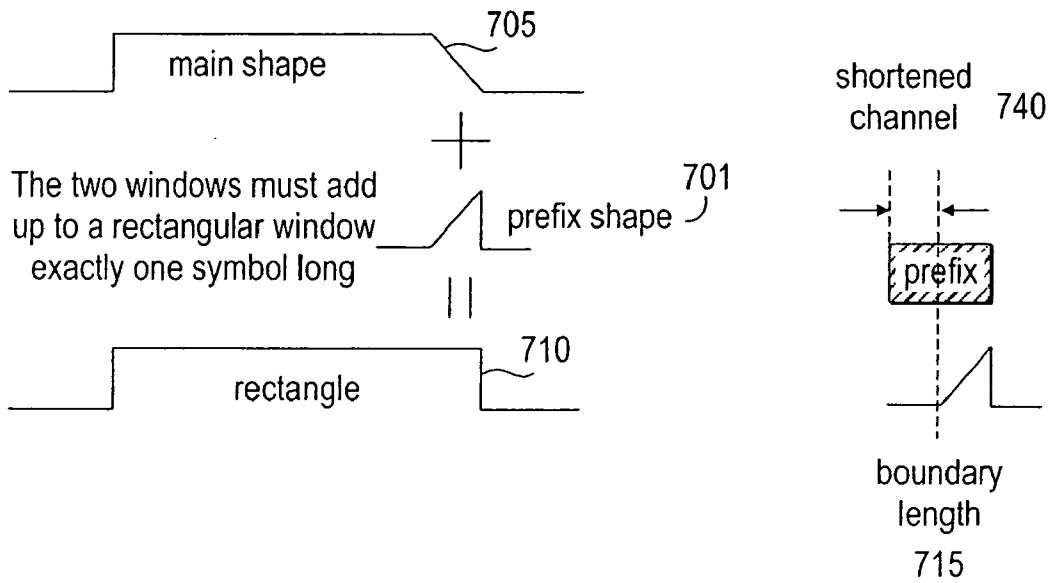 705
main shape
+
The two windows must add
up to a rectangular window
exactly one symbol long
701
prefix shape
710
rectangle
shortened
channel
740
prefix
boundary
length
715